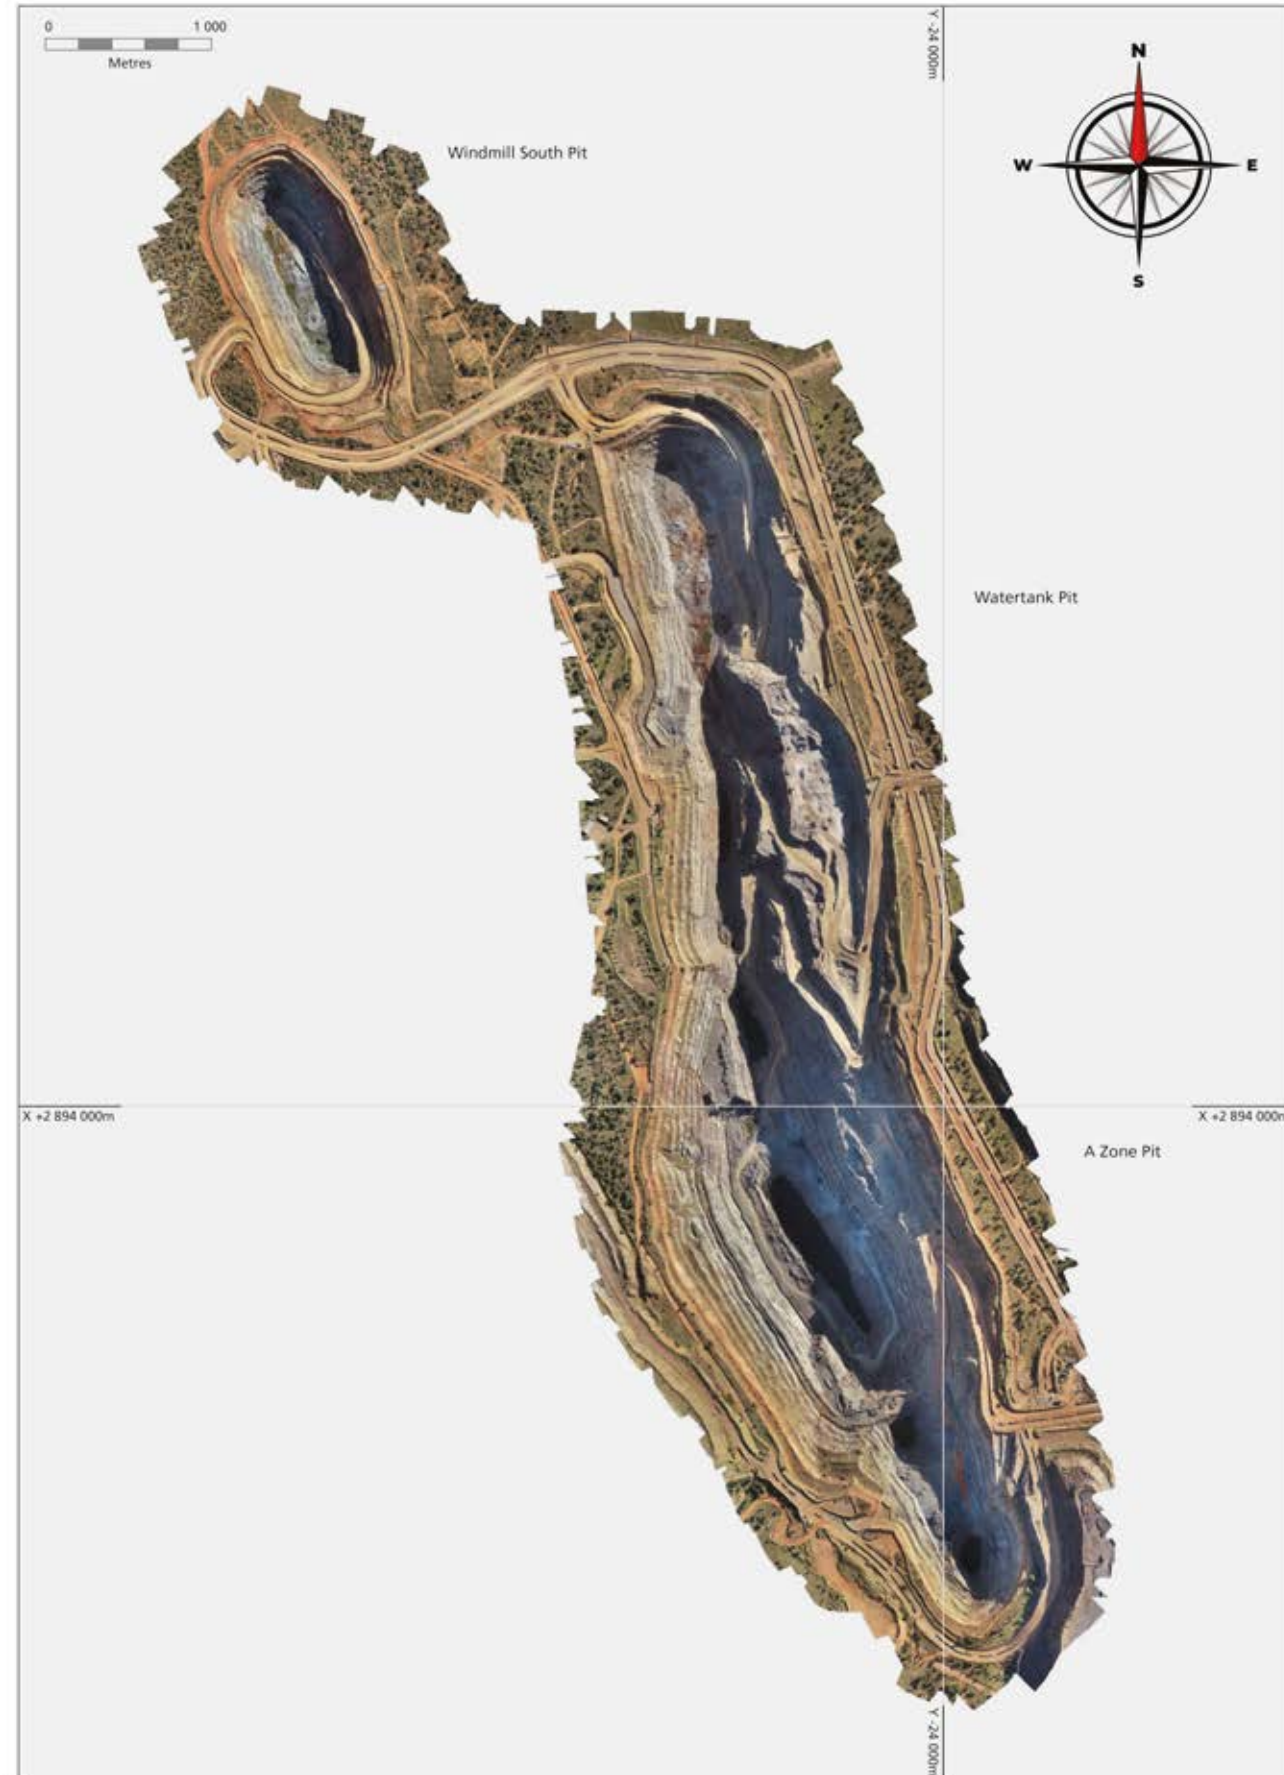 0 1 000
Metres
Y -24 000m
N
W E
S
Windmill South Pit
Watertank Pit
X +2 894 000m
X +2 894 000m
A Zone Pit
Y -24 000m